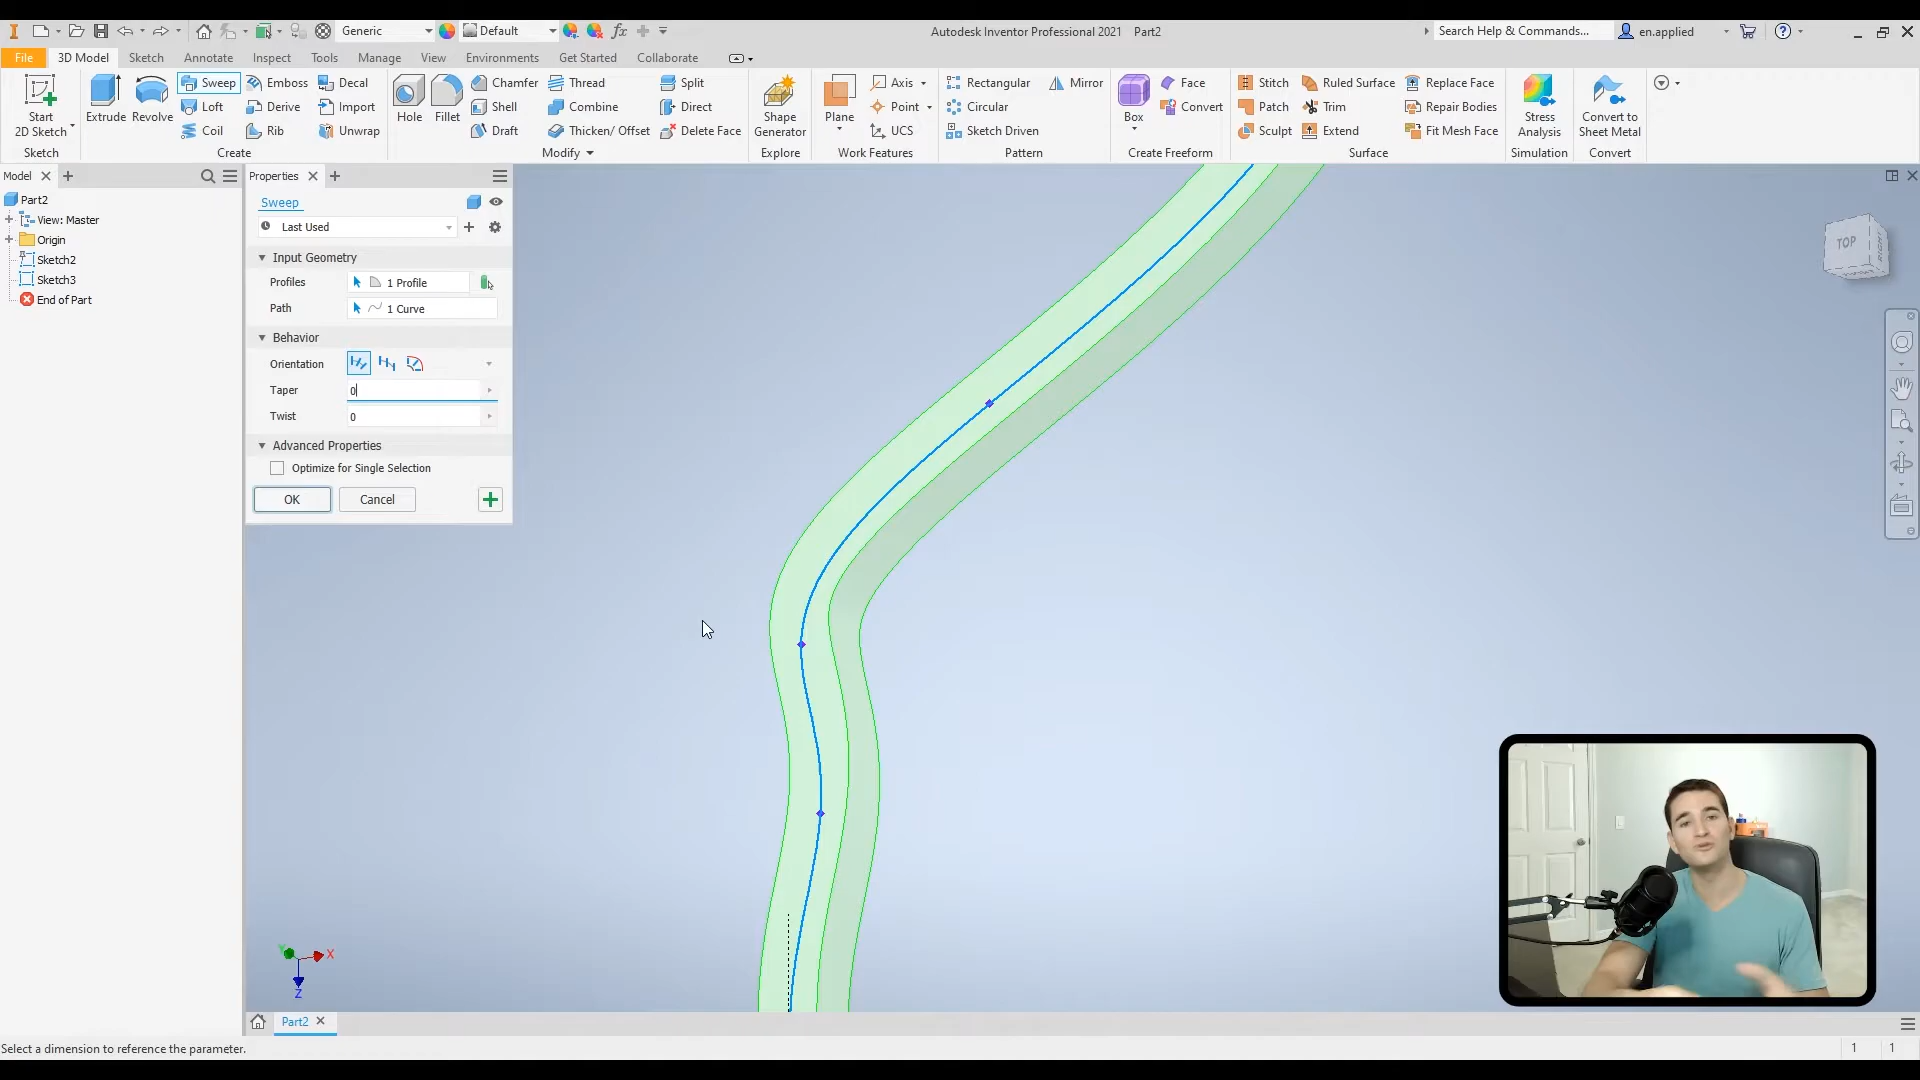 Generic
Default
Autodesk Inventor Professional 2021 Part2
Search Help & Commands...
en.applied
File 3D Model Sketch Annotate Inspect Tools Manage View Environments Get Started Collaborate
Start
2D Sketch
Sketch
Extrude
Revolve
Sweep
Loft
Coil
Emboss
Derive
Rib
Decal
Import
Unwrap
Create
Hole
Fillet
Chamfer
Shell
Draft
Thread
Combine
Thicken/ Offset
Split
Direct
Delete Face
Modify
Shape
Generator
Explore
Plane
Axis
Point
UCS
Work Features
Rectangular
Circular
Sketch Driven
Mirror
Pattern
Box
Face
Convert
Create Freeform
Stitch
Patch
Sculpt
Ruled Surface
Trim
Extend
Replace Face
Repair Bodies
Fit Mesh Face
Surface
Stress
Analysis
Simulation
Convert to
Sheet Metal
Convert
Model
Part2
View: Master
Origin
Sketch2
Sketch3
End of Part
Properties
Sweep
Last Used
Input Geometry
Profiles 1 Profile
Path 1 Curve
Behavior
Orientation
Taper 0
Twist 0
Advanced Properties
Optimize for Single Selection
OK Cancel
TOP
RIGHT
Y
X
Z
Part2
Select a dimension to reference the parameter.
1 1